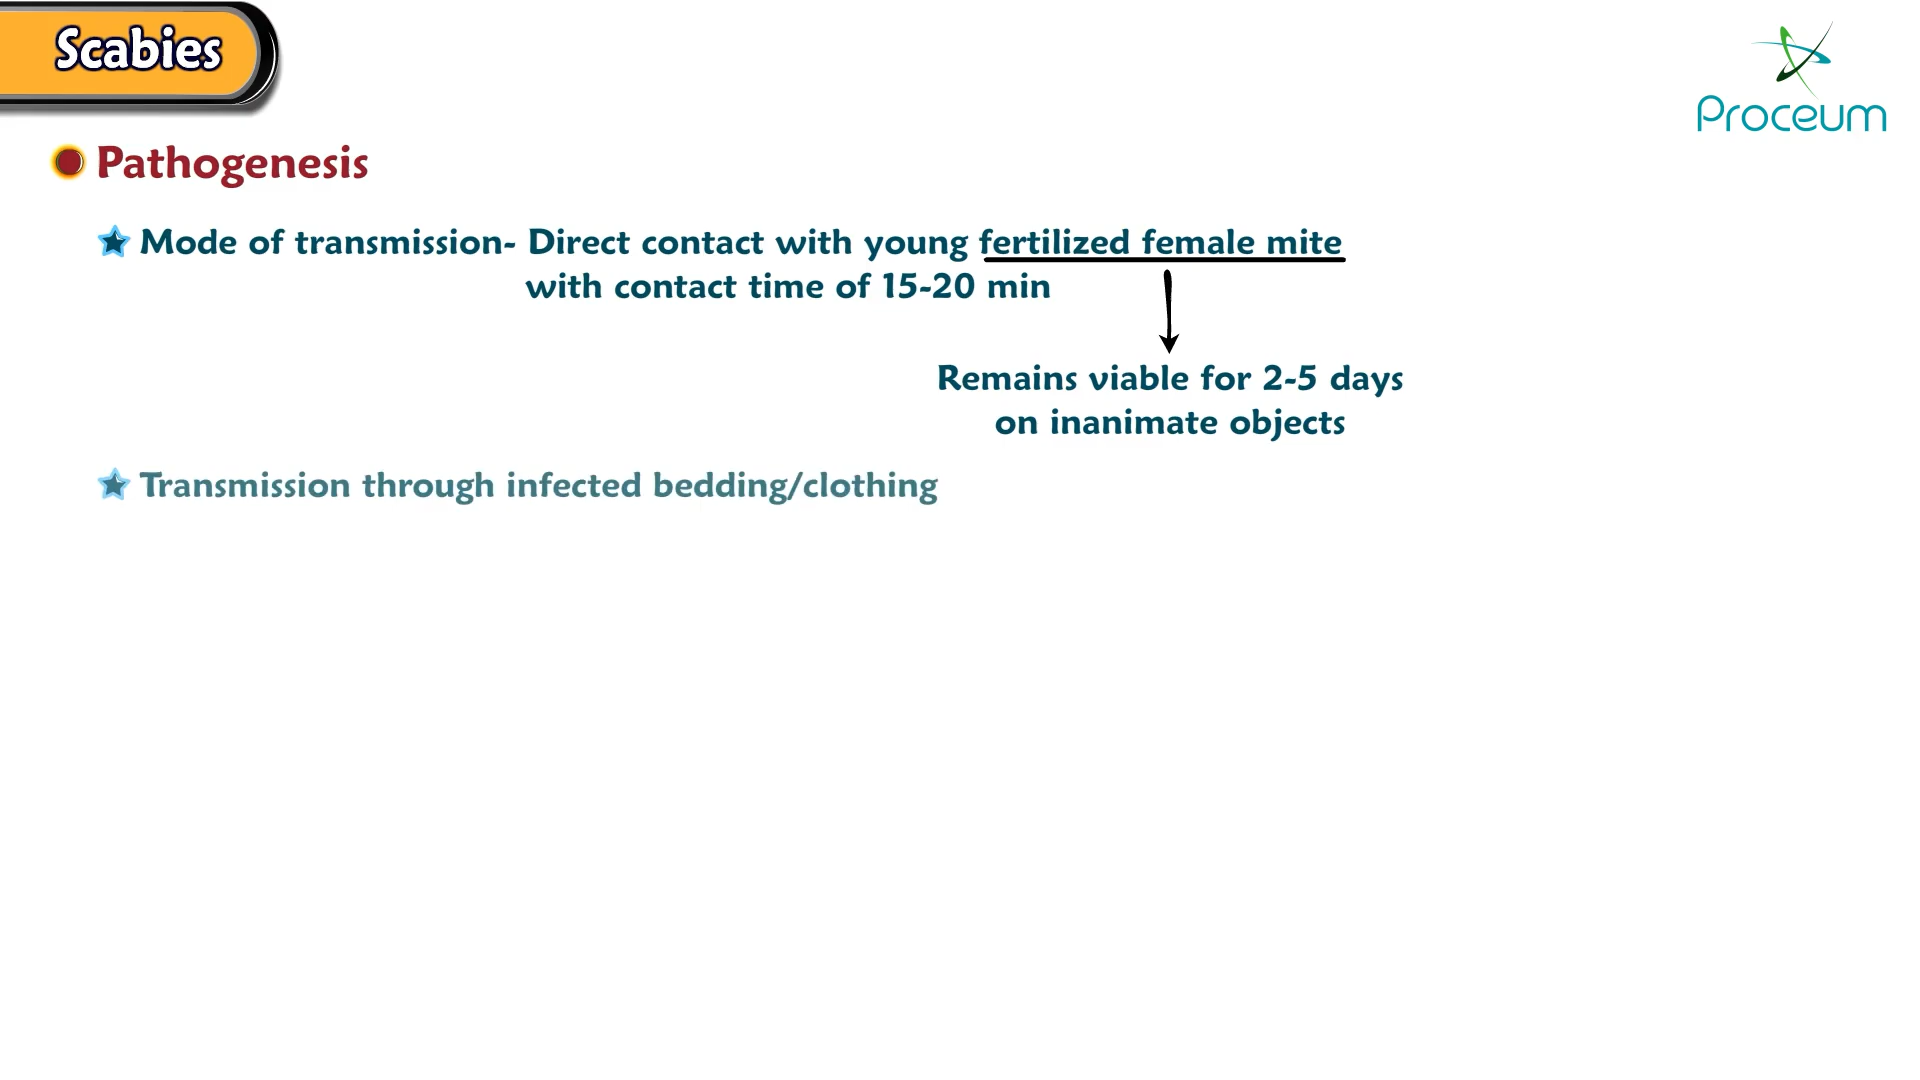 Scabies
Proceum
Pathogenesis
Mode of transmission- Direct contact with young fertilized female mite
with contact time of 15-20 min
Remains viable for 2-5 days
on inanimate objects
Transmission through infected bedding/clothing